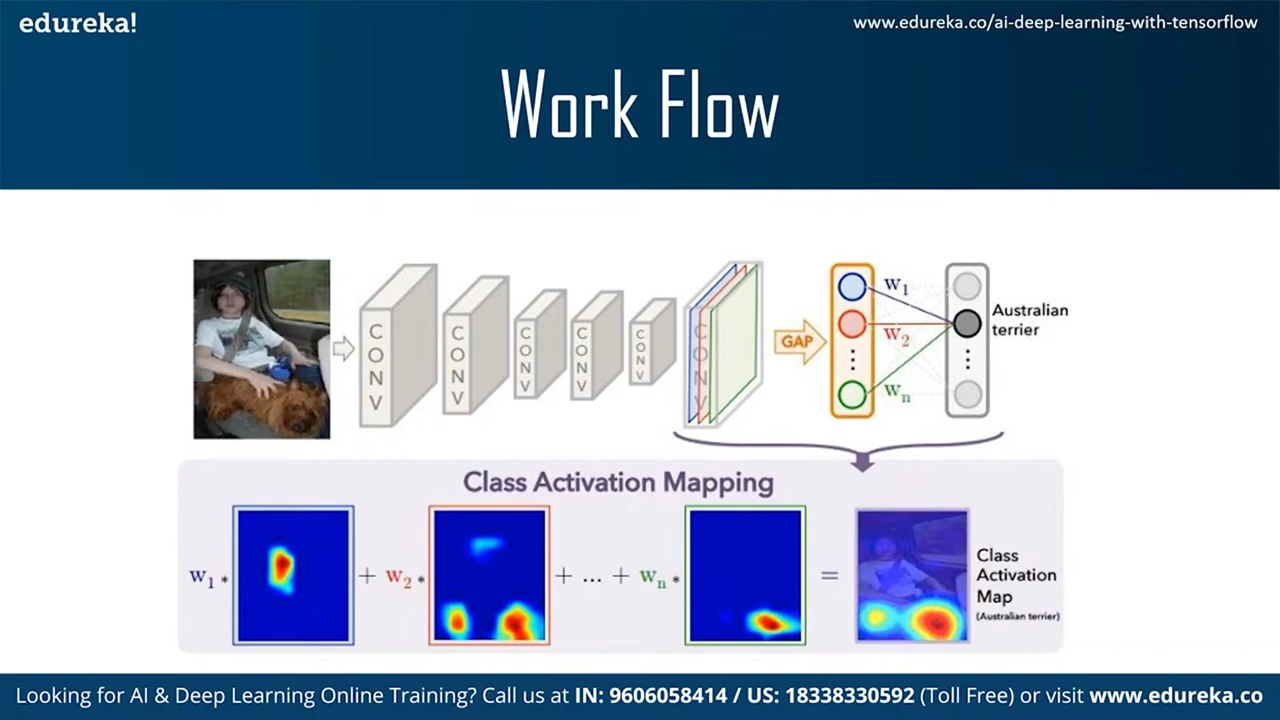 edureka!
www.edureka.co/ai-deep-learning-with-tensorflow
Work Flow
CONV
CONV
CONV
CONV
CONV
CONV
GAP
w1
w2
wn
Australian
terrier
Class Activation Mapping
w1 * + w2 * + ... + wn * =
Class
Activation
Map
(Australian terrier)
Looking for AI & Deep Learning Online Training? Call us at IN: 9606058414 / US: 18338330592 (Toll Free) or visit www.edureka.co